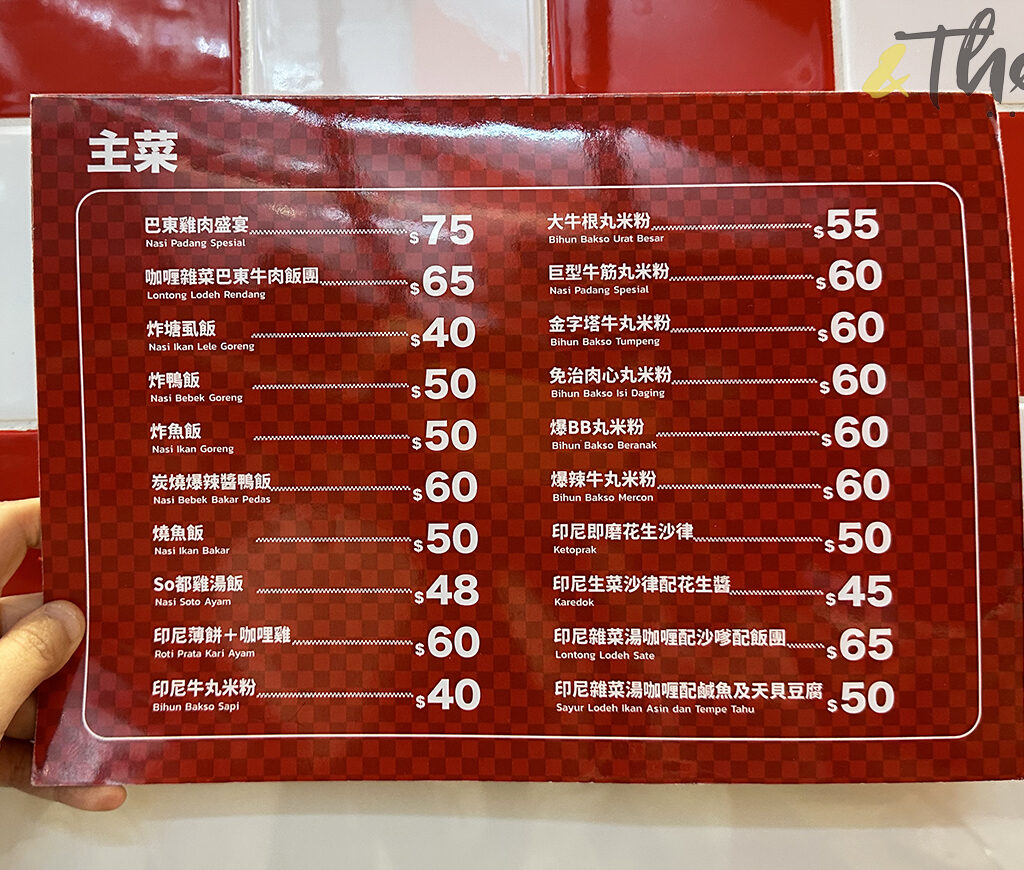 &The
主菜
巴東雞肉盛宴 $75
Nasi Padang Spesial
咖喱雜菜巴東牛肉飯團 $65
Lontong Lodeh Rendang
炸塘虱飯 $40
Nasi Ikan Lele Goreng
炸鴨飯 $50
Nasi Bebek Goreng
炸魚飯 $50
Nasi Ikan Goreng
炭燒爆辣醬鴨飯 $60
Nasi Bebek Bakar Pedas
燒魚飯 $50
Nasi Ikan Bakar
So都雞湯飯 $48
Nasi Soto Ayam
印尼薄餅＋咖哩雞 $60
Roti Prata Kari Ayam
印尼牛丸米粉 $40
Bihun Bakso Sapi
大牛根丸米粉 $55
Bihun Bakso Urat Besar
巨型牛筋丸米粉 $60
Nasi Padang Spesial
金字塔牛丸米粉 $60
Bihun Bakso Tumpeng
免治肉心丸米粉 $60
Bihun Bakso Isi Daging
爆BB丸米粉 $60
Bihun Bakso Beranak
爆辣牛丸米粉 $60
Bihun Bakso Mercon
印尼即磨花生沙律 $50
Ketoprak
印尼生菜沙律配花生醬 $45
Karedok
印尼雜菜湯咖喱配沙嗲配飯團 $65
Lontong Lodeh Sate
印尼雜菜湯咖喱配鹹魚及天貝豆腐 $50
Sayur Lodeh Ikan Asin dan Tempe Tahu